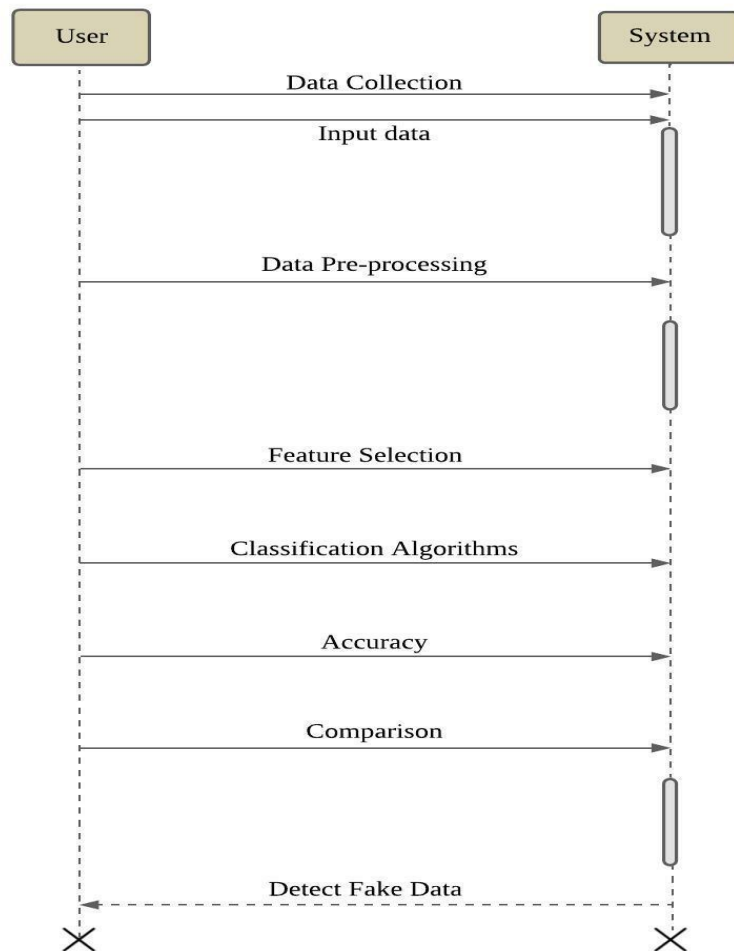 User
System
Data Collection
Input data
Data Pre-processing
Feature Selection
Classification Algorithms
Accuracy
Comparison
Detect Fake Data